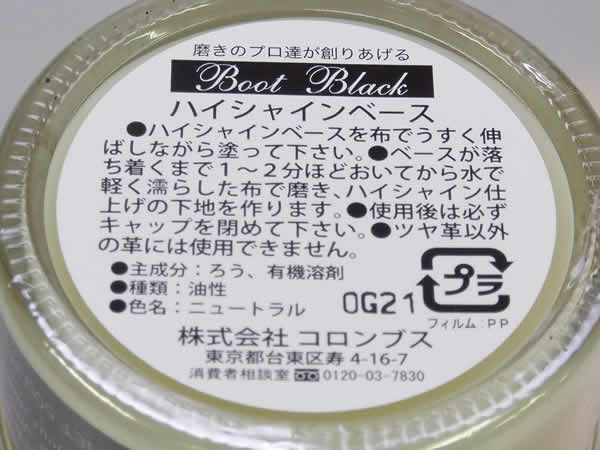 磨きのプロ達が創りあげる
Boot Black
ハイシャインベース
●ハイシャインベースを布でうすく伸
ばしながら塗って下さい。●ベースが落
ち着くまで1〜2分ほどおいてから水で
軽く濡らした布で磨き、ハイシャイン仕
上げの下地を作ります。●使用後は必ず
キャップを閉めて下さい。●ツヤ革以外
の革には使用できません。
●主成分：ろう、有機溶剤
●種類：油性
●色名：ニュートラル
OG21
プラ
フィルム：PP
株式会社 コロンブス
東京都台東区寿 4-16-7
消費者相談室 0120-03-7830